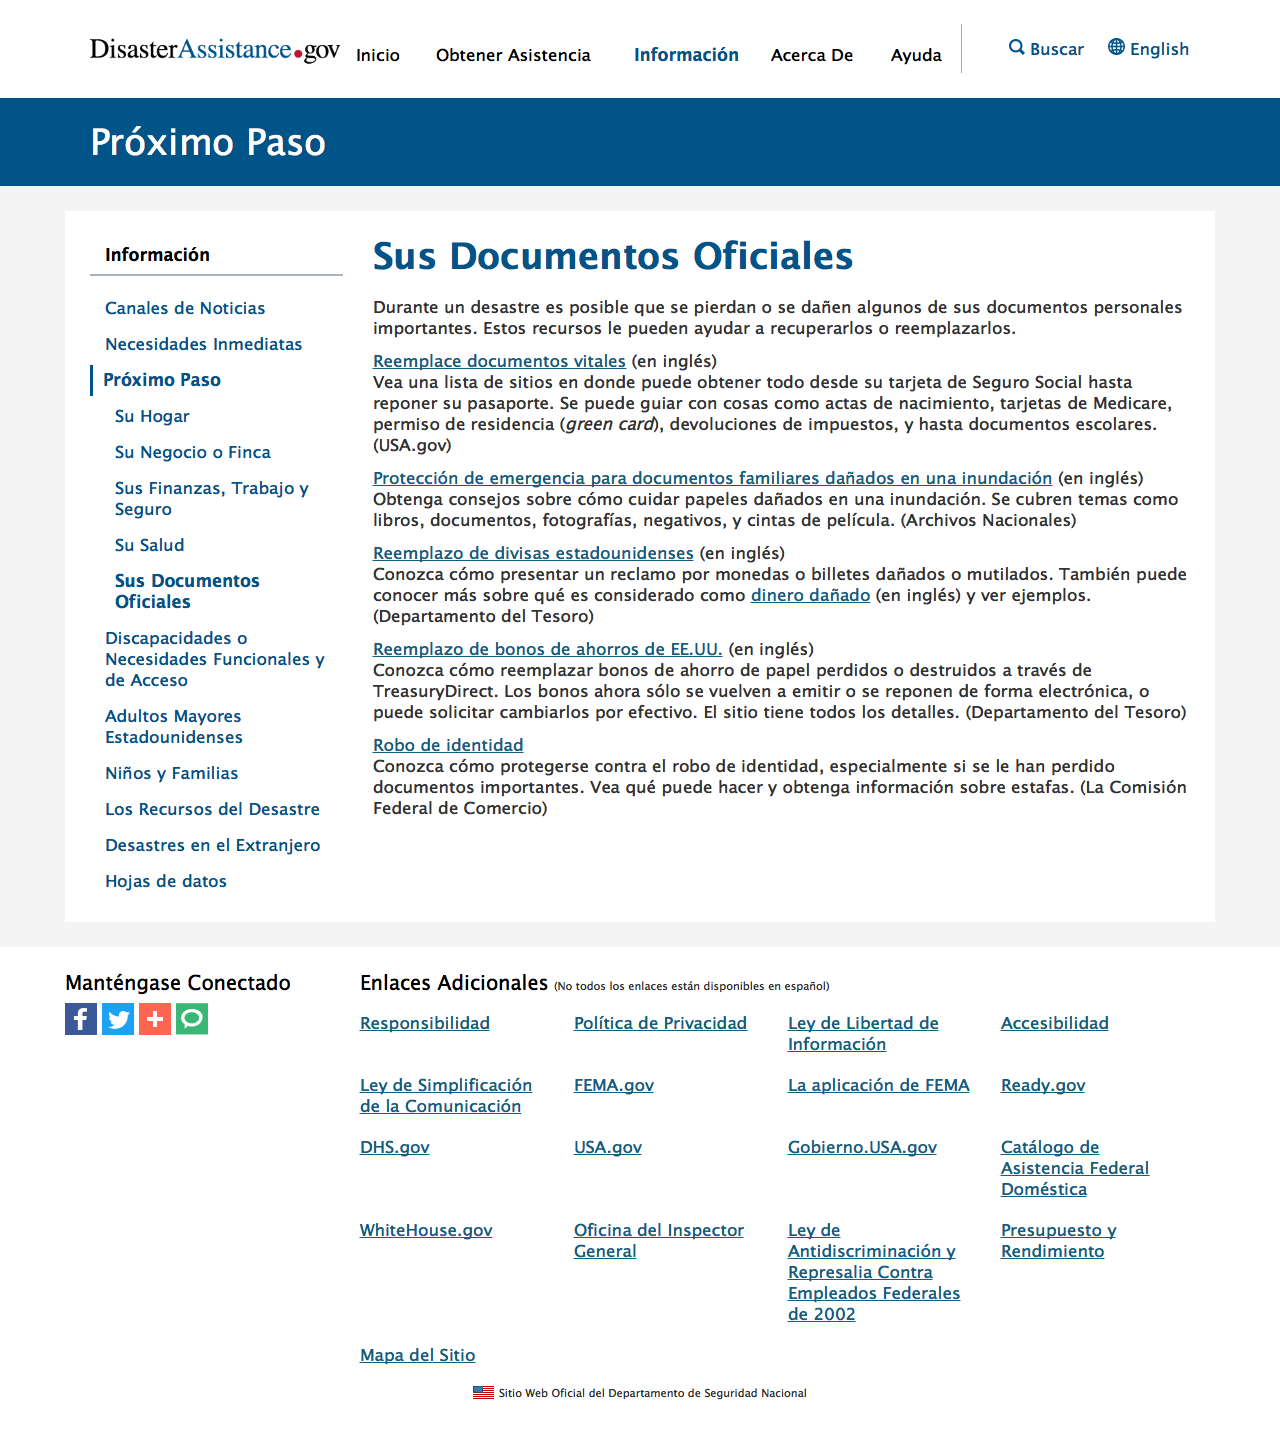 DisasterAssistance.gov
Inicio
Obtener Asistencia
Información
Acerca De
Ayuda
Buscar
English
Próximo Paso
Información
Canales de Noticias
Necesidades Inmediatas
Próximo Paso
Su Hogar
Su Negocio o Finca
Sus Finanzas, Trabajo y
Seguro
Su Salud
Sus Documentos
Oficiales
Discapacidades o
Necesidades Funcionales y
de Acceso
Adultos Mayores
Estadounidenses
Niños y Familias
Los Recursos del Desastre
Desastres en el Extranjero
Hojas de datos
Sus Documentos Oficiales
Durante un desastre es posible que se pierdan o se dañen algunos de sus documentos personales
importantes. Estos recursos le pueden ayudar a recuperarlos o reemplazarlos.
Reemplace documentos vitales (en inglés)
Vea una lista de sitios en donde puede obtener todo desde su tarjeta de Seguro Social hasta
reponer su pasaporte. Se puede guiar con cosas como actas de nacimiento, tarjetas de Medicare,
permiso de residencia (green card), devoluciones de impuestos, y hasta documentos escolares.
(USA.gov)
Protección de emergencia para documentos familiares dañados en una inundación (en inglés)
Obtenga consejos sobre cómo cuidar papeles dañados en una inundación. Se cubren temas como
libros, documentos, fotografías, negativos, y cintas de película. (Archivos Nacionales)
Reemplazo de divisas estadounidenses (en inglés)
Conozca cómo presentar un reclamo por monedas o billetes dañados o mutilados. También puede
conocer más sobre qué es considerado como dinero dañado (en inglés) y ver ejemplos.
(Departamento del Tesoro)
Reemplazo de bonos de ahorros de EE.UU. (en inglés)
Conozca cómo reemplazar bonos de ahorro de papel perdidos o destruidos a través de
TreasuryDirect. Los bonos ahora sólo se vuelven a emitir o se reponen de forma electrónica, o
puede solicitar cambiarlos por efectivo. El sitio tiene todos los detalles. (Departamento del Tesoro)
Robo de identidad
Conozca cómo protegerse contra el robo de identidad, especialmente si se le han perdido
documentos importantes. Vea qué puede hacer y obtenga información sobre estafas. (La Comisión
Federal de Comercio)
Manténgase Conectado
Enlaces Adicionales (No todos los enlaces están disponibles en español)
Responsibilidad
Política de Privacidad
Ley de Libertad de
Información
Accesibilidad
Ley de Simplificación
de la Comunicación
FEMA.gov
La aplicación de FEMA
Ready.gov
DHS.gov
USA.gov
Gobierno.USA.gov
Catálogo de
Asistencia Federal
Doméstica
WhiteHouse.gov
Oficina del Inspector
General
Ley de
Antidiscriminación y
Represalia Contra
Empleados Federales
de 2002
Presupuesto y
Rendimiento
Mapa del Sitio
Sitio Web Oficial del Departamento de Seguridad Nacional